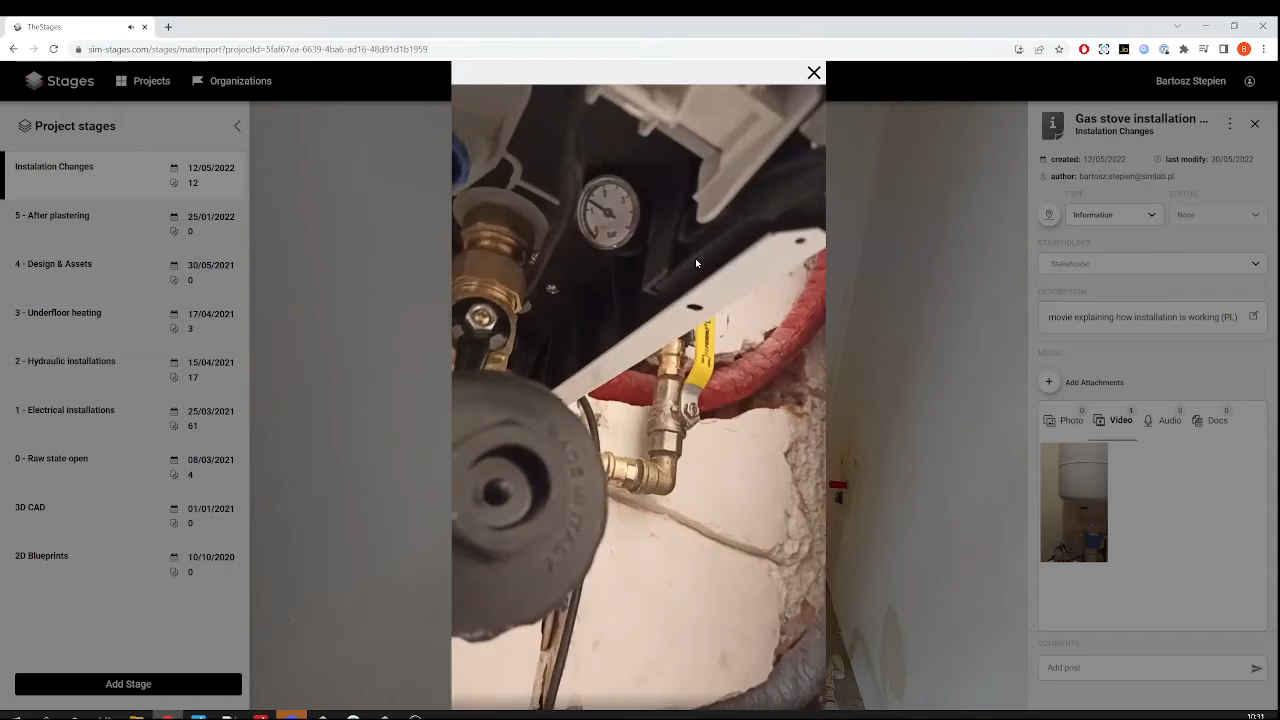 TheStages
sim-stages.com/stages/matterport?projectId=5faf67ea-6639-4ba6-ad16-48d91d1b1959
Stages
Projects
Organizations
Bartosz Stepien
Project stages
Instalation Changes
12/05/2022
12
5 - After plastering
25/01/2022
0
4 - Design & Assets
30/05/2021
0
3 - Underfloor heating
17/04/2021
3
2 - Hydraulic installations
15/04/2021
17
1 - Electrical installations
25/03/2021
61
0 - Raw state open
08/03/2021
4
3D CAD
01/01/2021
0
2D Blueprints
10/10/2020
0
Add Stage
MADE IN ITALY
Gas stove installation ...
Instalation Changes
created: 12/05/2022
last modify: 30/05/2022
author: bartosz.stepien@simlab.pl
TYPE
STATUS
Information
None
STAKEHOLDER
Stakeholder
DESCRIPTION
movie explaining how installation is working (PL)
MEDIA
Add Attachments
Photo 0
Video 1
Audio 0
Docs 0
COMMENTS
Add post
10:31